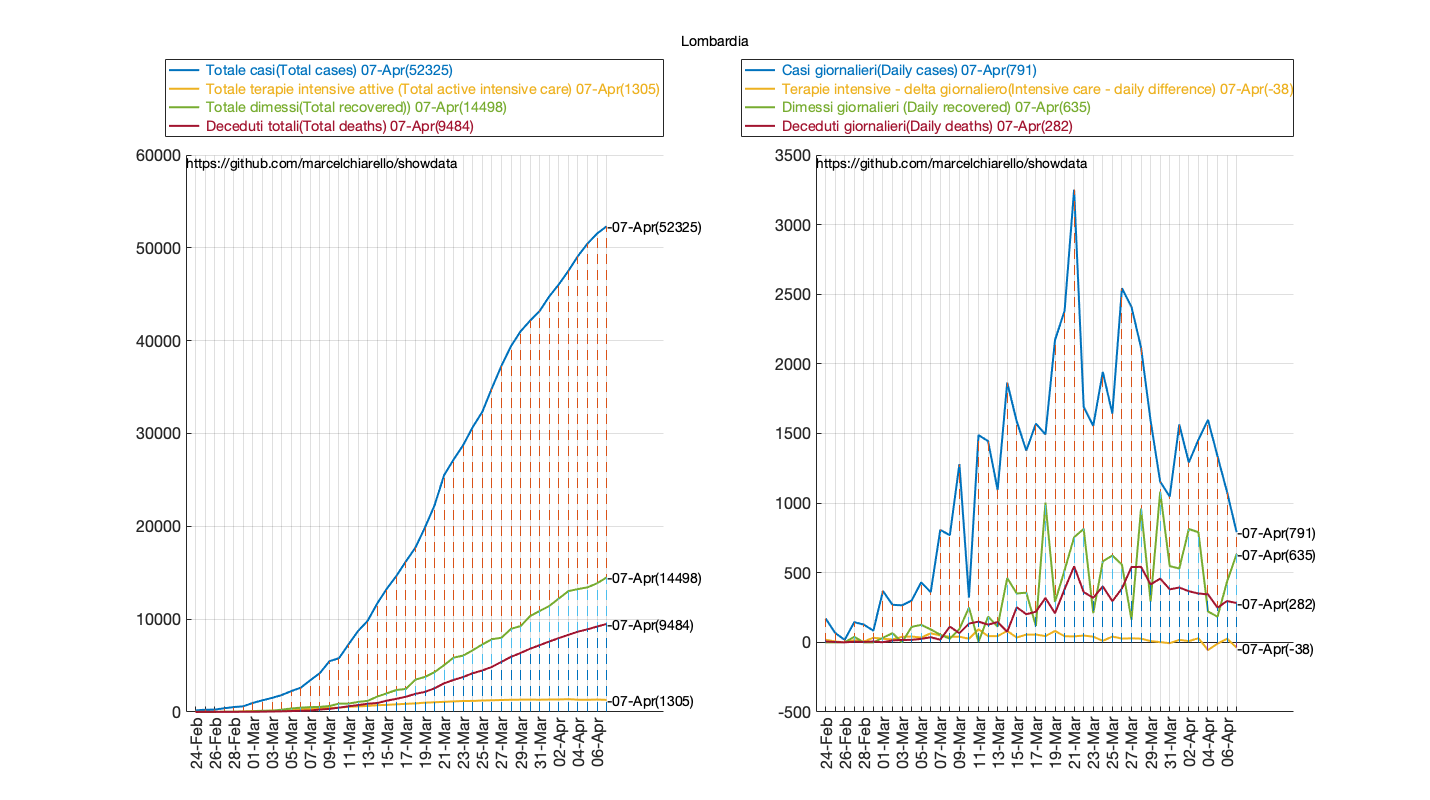 Lombardia
Totale casi(Total cases) 07-Apr(52325)
Totale terapie intensive attive (Total active intensive care) 07-Apr(1305)
Totale dimessi(Total recovered)) 07-Apr(14498)
Deceduti totali(Total deaths) 07-Apr(9484)
60000
https://github.com/marcelchiarello/showdata
50000
40000
30000
20000
10000
0
-07-Apr(52325)
-07-Apr(14498)
-07-Apr(9484)
-07-Apr(1305)
24-Feb
26-Feb
28-Feb
01-Mar
03-Mar
05-Mar
07-Mar
09-Mar
11-Mar
13-Mar
15-Mar
17-Mar
19-Mar
21-Mar
23-Mar
25-Mar
27-Mar
29-Mar
31-Mar
02-Apr
04-Apr
06-Apr
Casi giornalieri(Daily cases) 07-Apr(791)
Terapie intensive - delta giornaliero(Intensive care - daily difference) 07-Apr(-38)
Dimessi giornalieri (Daily recovered) 07-Apr(635)
Deceduti giornalieri(Daily deaths) 07-Apr(282)
3500
https://github.com/marcelchiarello/showdata
3000
2500
2000
1500
1000
500
0
-500
-07-Apr(791)
-07-Apr(635)
-07-Apr(282)
-07-Apr(-38)
24-Feb
26-Feb
28-Feb
01-Mar
03-Mar
05-Mar
07-Mar
09-Mar
11-Mar
13-Mar
15-Mar
17-Mar
19-Mar
21-Mar
23-Mar
25-Mar
27-Mar
29-Mar
31-Mar
02-Apr
04-Apr
06-Apr